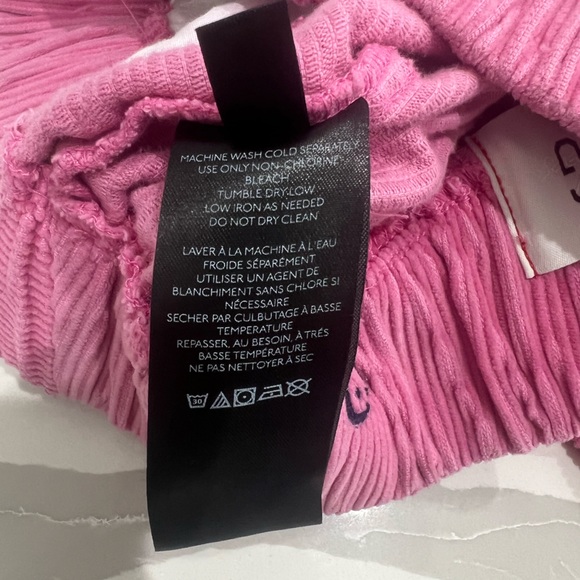 MACHINE WASH COLD SEPARATELY
USE ONLY NON-CHLORINE
BLEACH
TUMBLE DRY-LOW
LOW IRON AS NEEDED
DO NOT DRY CLEAN
LAVER À LA MACHINE À L'EAU
FROIDE SÉPARÉMENT
UTILISER UN AGENT DE
BLANCHIMENT SANS CHLORE SI
NÉCESSAIRE
SECHER PAR CULBUTAGE À BASSE
TEMPERATURE
REPASSER, AU BESOIN, À TRÉS
BASSE TEMPÉRATURE
NE PAS NETTOYER À SEC
30